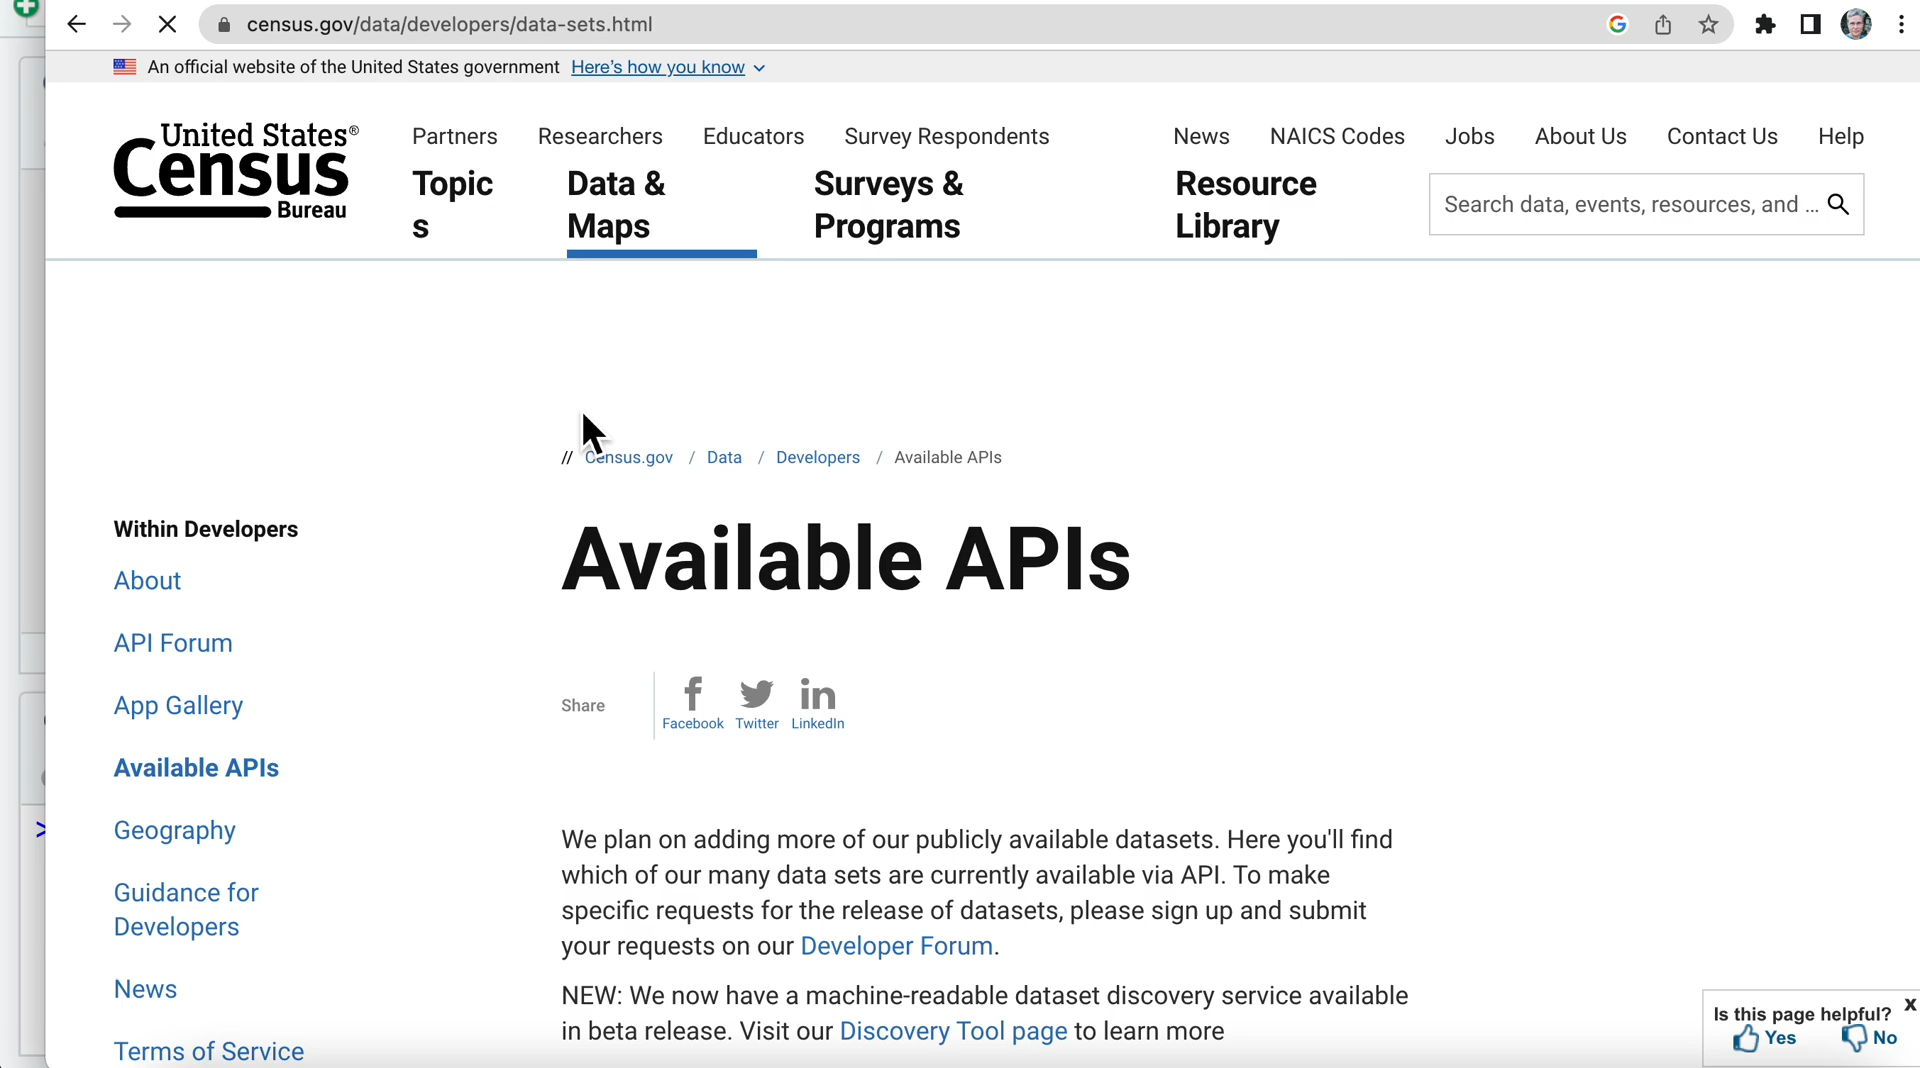 census.gov/data/developers/data-sets.html
An official website of the United States government Here's how you know
United States®
Census
Bureau
Partners Researchers Educators Survey Respondents
News NAICS Codes Jobs About Us Contact Us Help
Topic
s
Data &
Maps
Surveys &
Programs
Resource
Library
Search data, events, resources, and ...
// Census.gov / Data / Developers / Available APIs
Within Developers
About
API Forum
App Gallery
Available APIs
Geography
Guidance for
Developers
News
Terms of Service
Available APIs
Share
Facebook Twitter LinkedIn
We plan on adding more of our publicly available datasets. Here you'll find
which of our many data sets are currently available via API. To make
specific requests for the release of datasets, please sign up and submit
your requests on our Developer Forum.
NEW: We now have a machine-readable dataset discovery service available
in beta release. Visit our Discovery Tool page to learn more
Is this page helpful? X
Yes No